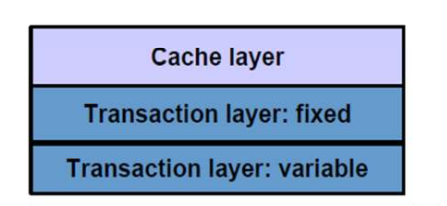 Cache layer
Transaction layer: fixed
Transaction layer: variable